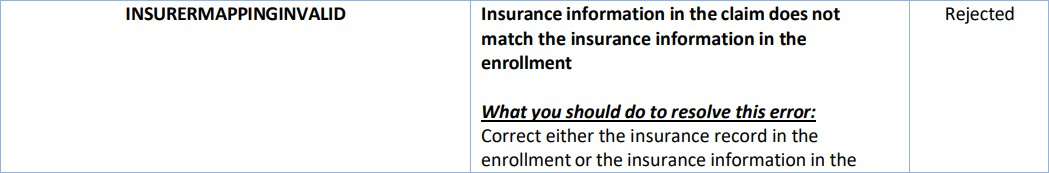 INSURERMAPPINGINVALID
Insurance information in the claim does not
match the insurance information in the
enrollment
What you should do to resolve this error:
Correct either the insurance record in the
enrollment or the insurance information in the
Rejected